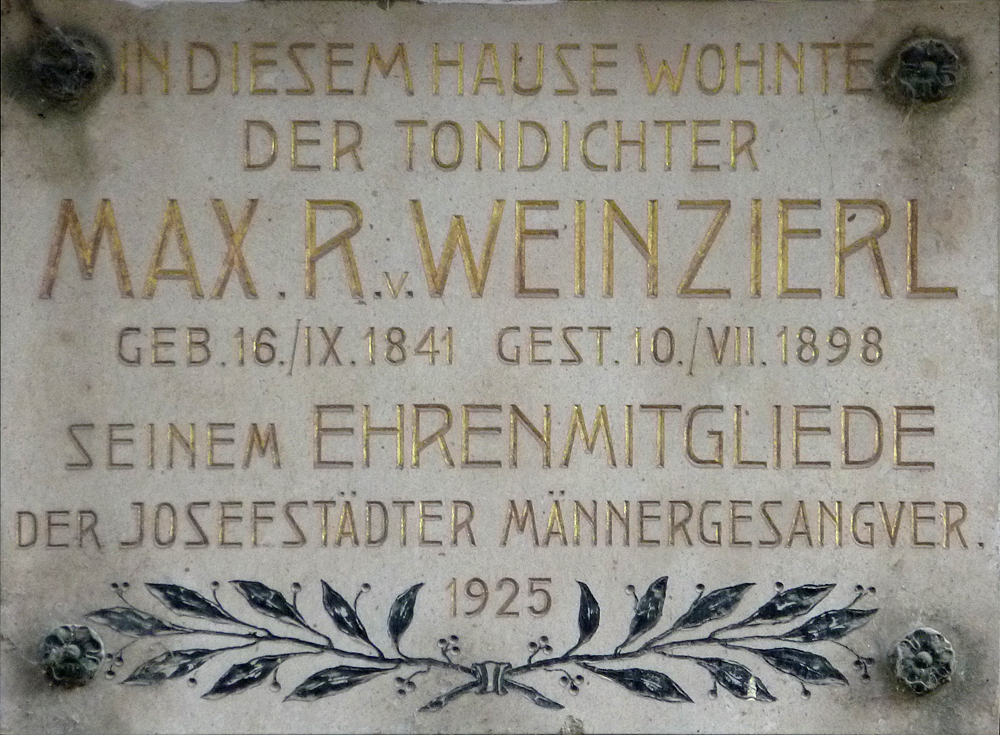 IN DIESEM HAUSE WOHNTE
DER TONDICHTER
MAX. R.v.WEINZIERL
GEB.16./IX.1841 GEST.10./VII.1898
SEINEM EHRENMITGLIEDE
DER JOSEFSTÄDTER MÄNNERGESANGVER.
1925